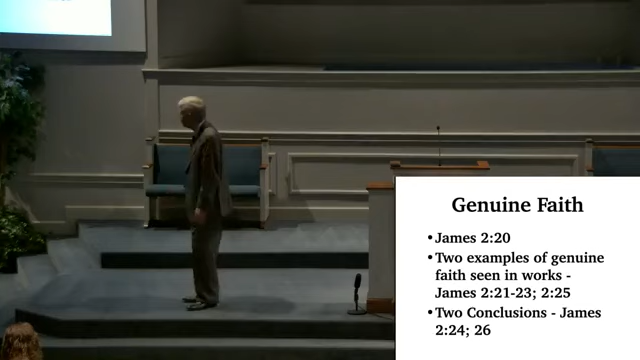 Genuine Faith
•James 2:20
•Two examples of genuine
faith seen in works -
James 2:21-23; 2:25
•Two Conclusions - James
2:24; 26